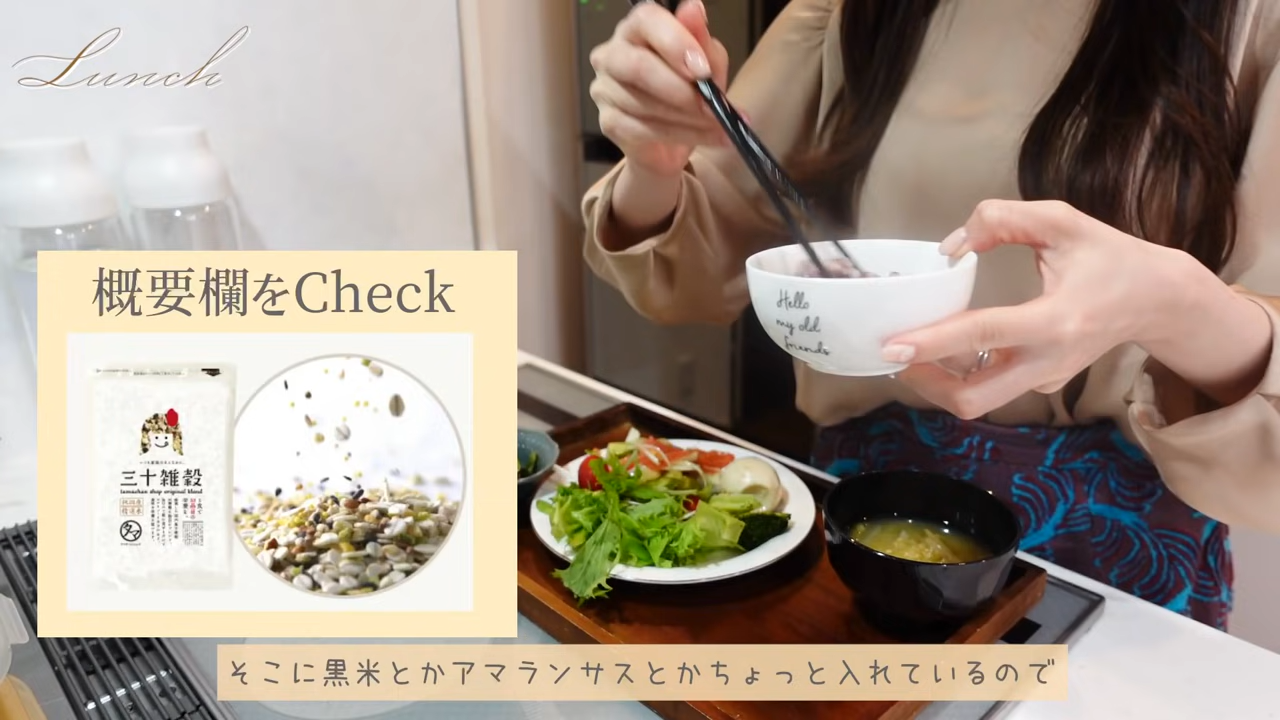 Lunch
概要欄をCheck
三十雑穀
tamachan shop original blend
タマ
Hello
my old
friends
そこに黒米とかアマランサスとかちょっと入れているので